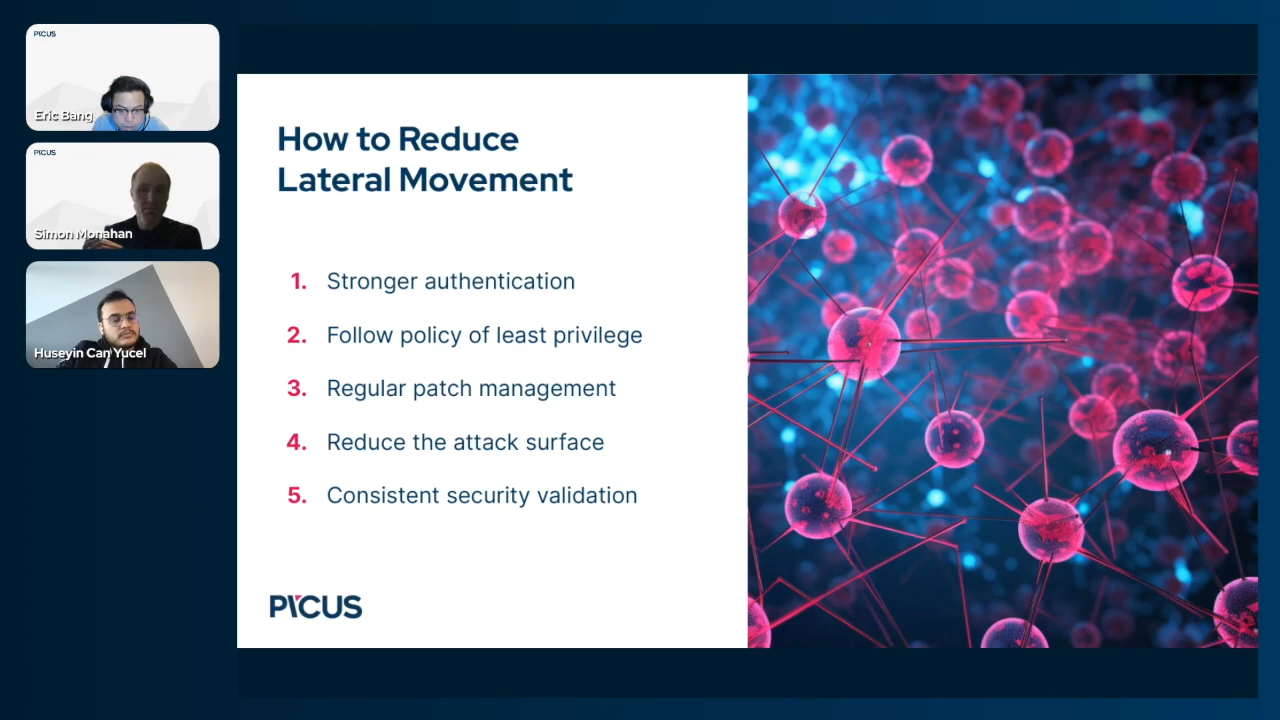 PICUS
Eric Bang
PICUS
Simon Monahan
Huseyin Can Yucel
How to Reduce
Lateral Movement
1. Stronger authentication
2. Follow policy of least privilege
3. Regular patch management
4. Reduce the attack surface
5. Consistent security validation
PICUS